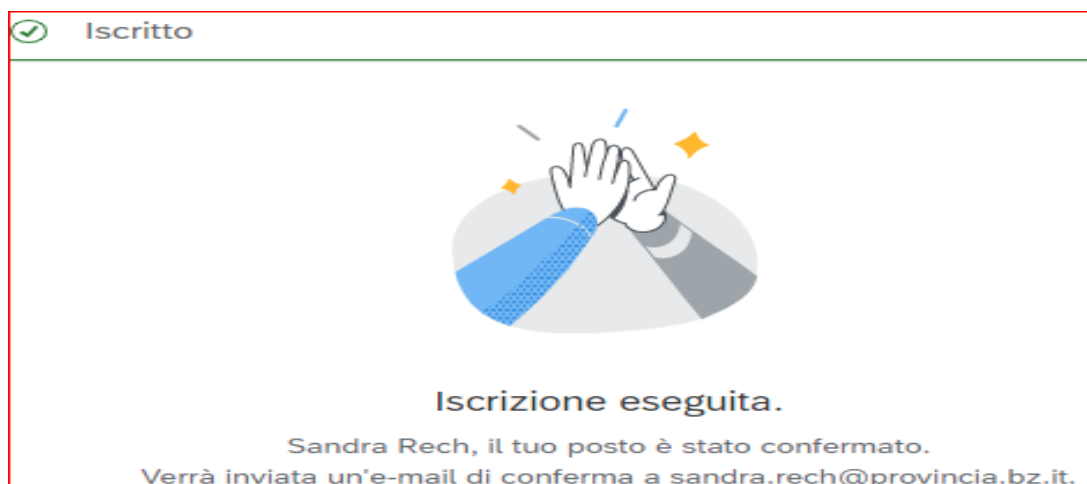 Iscritto
Iscrizione eseguita.
Sandra Rech, il tuo posto è stato confermato.
Verrà inviata un'e-mail di conferma a sandra.rech@provincia.bz.it.